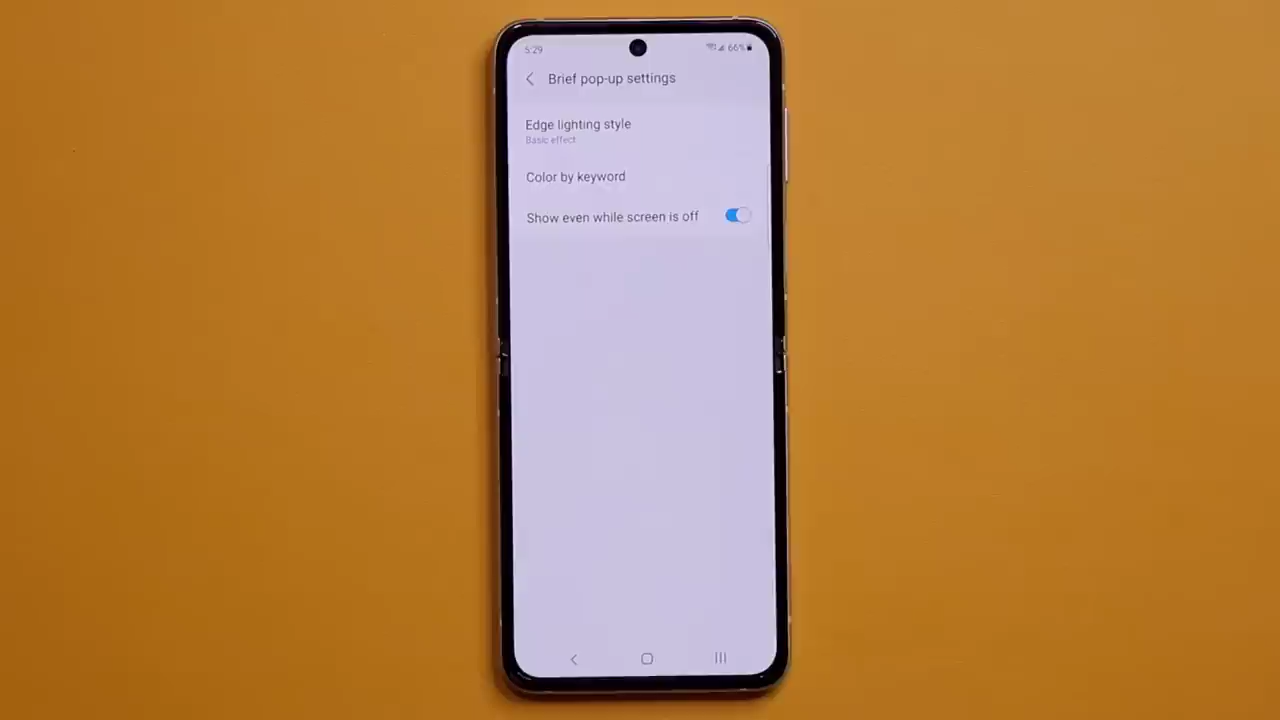 5:29
66%
Brief pop-up settings
Edge lighting style
Basic effect
Color by keyword
Show even while screen is off